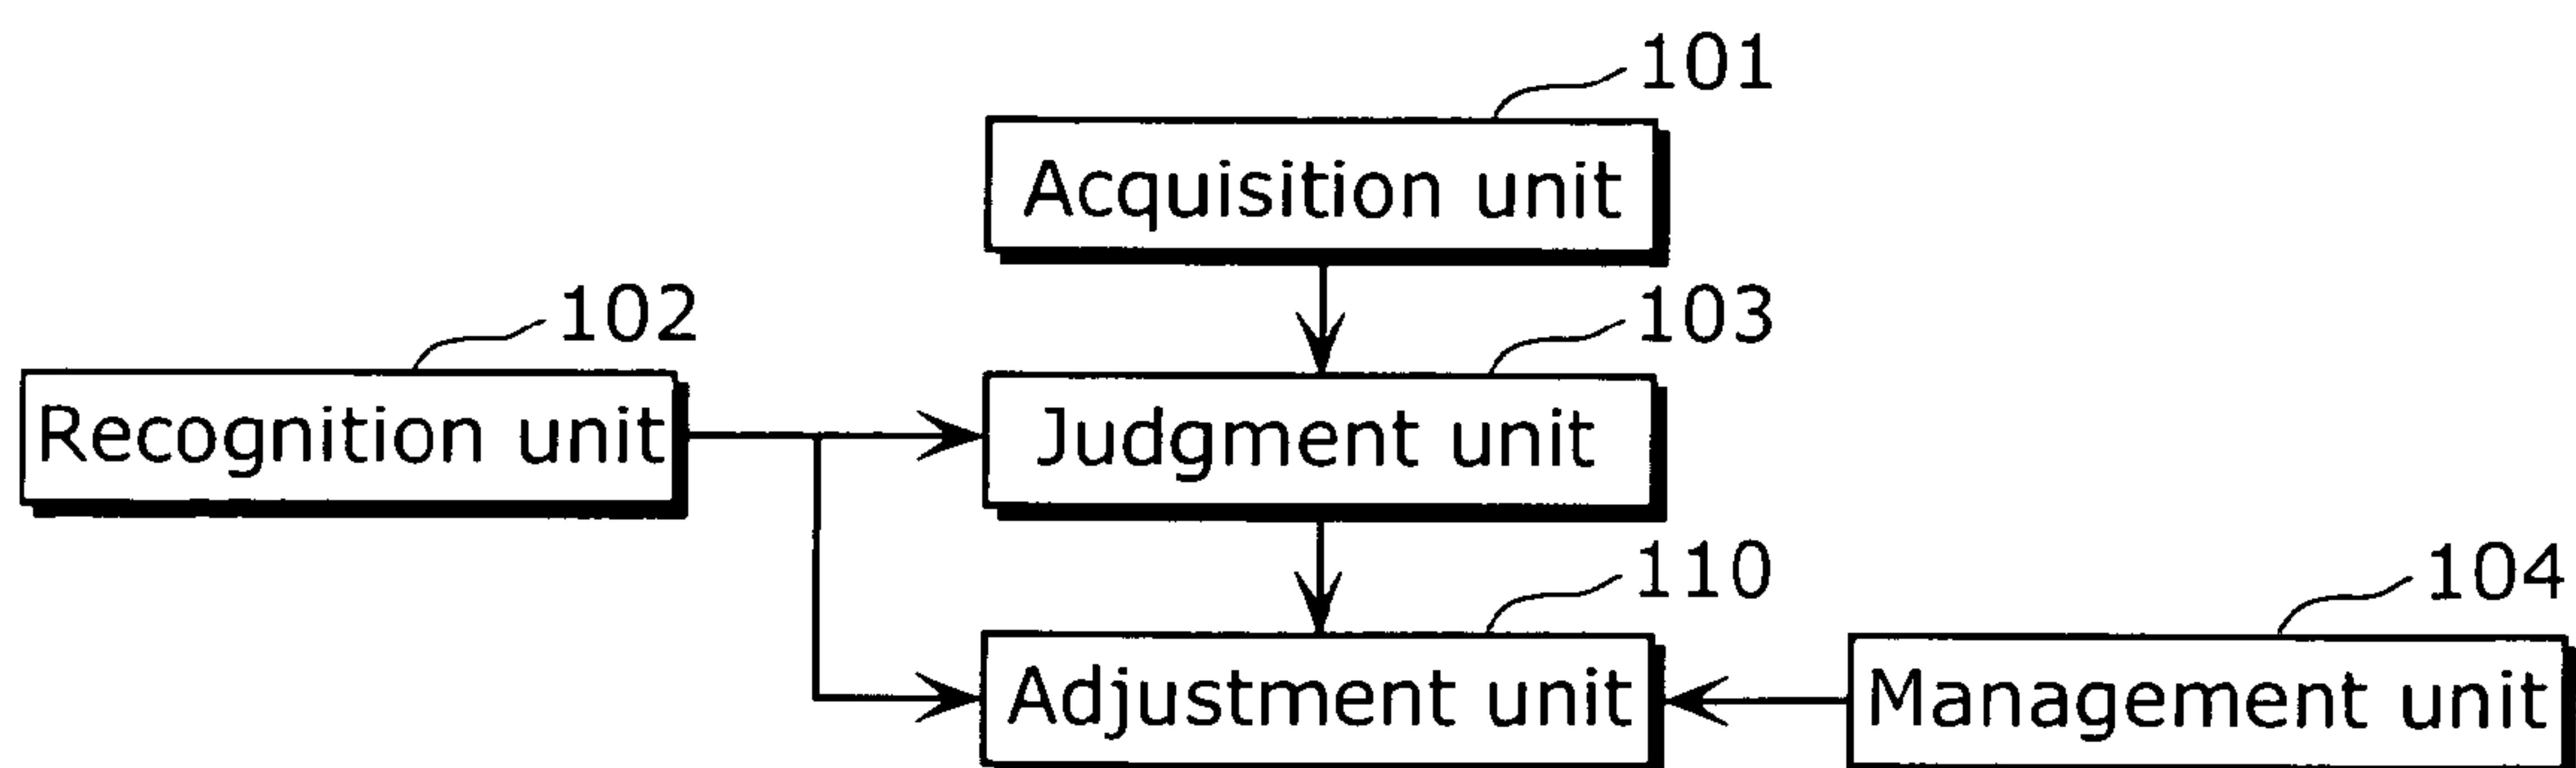 101
Acquisition unit
102
103
Recognition unit
Judgment unit
110
104
Adjustment unit
Management unit